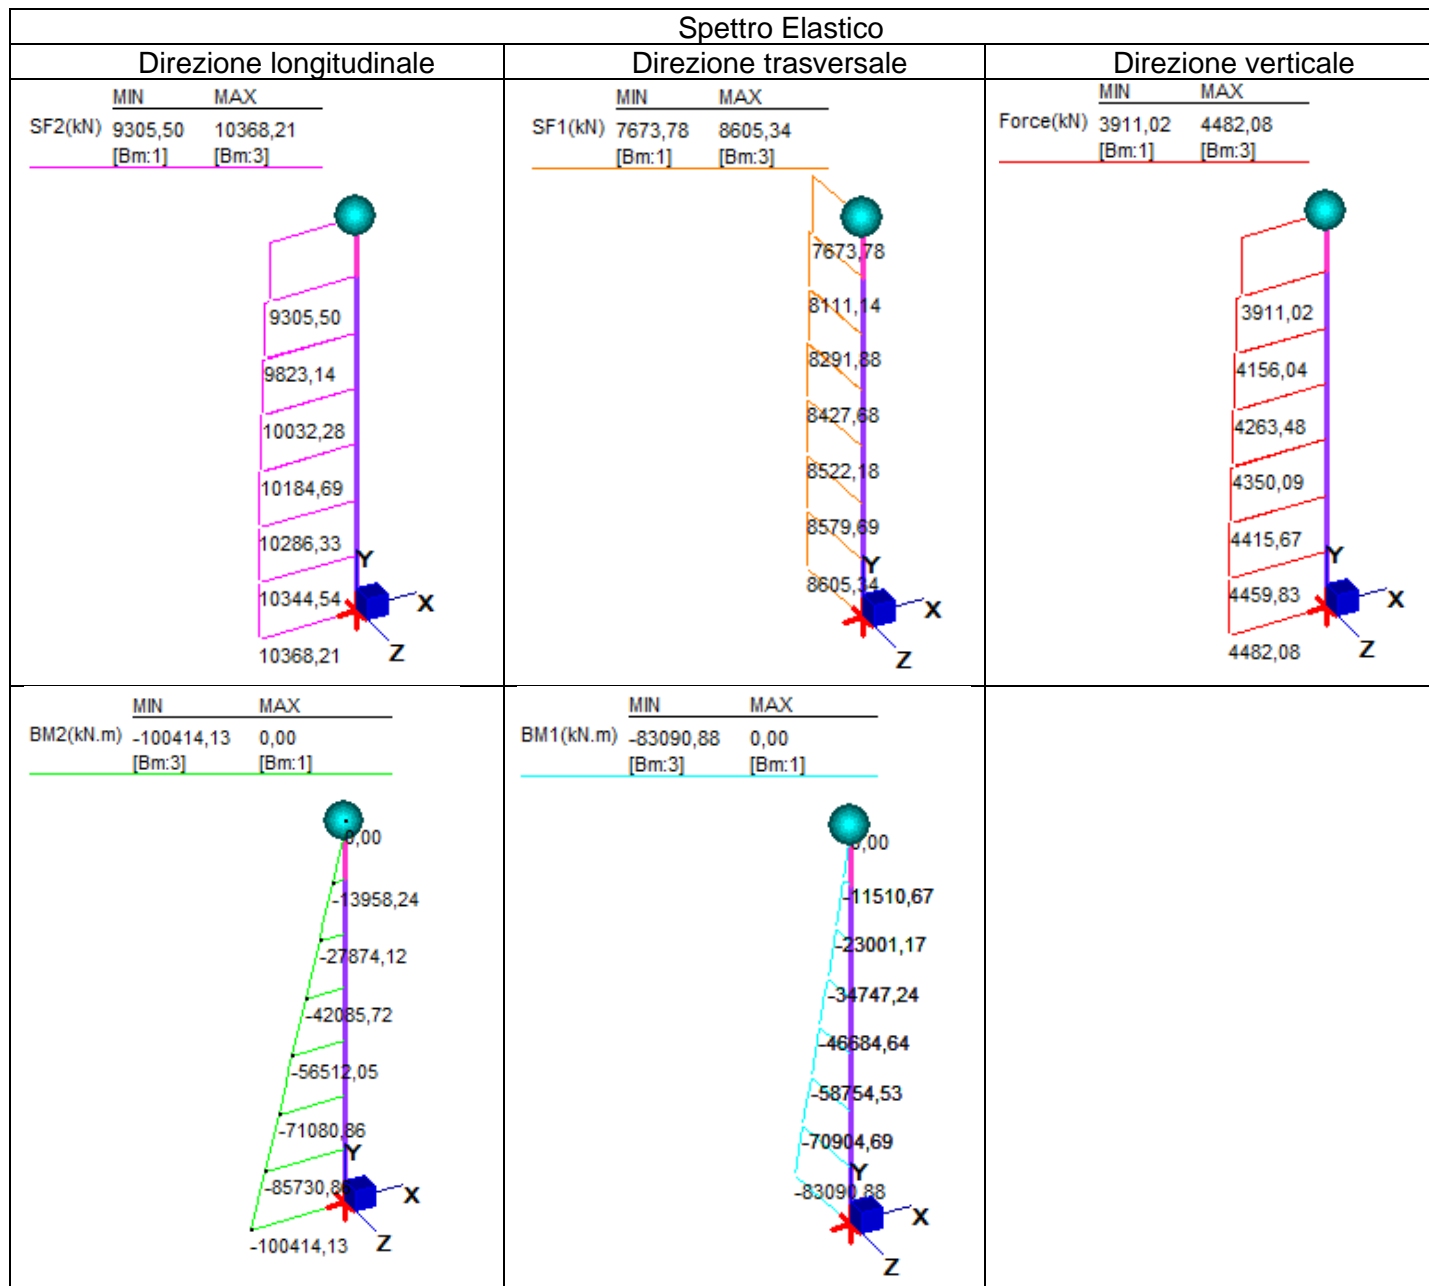 Spettro Elastico
Direzione longitudinale
Direzione trasversale
Direzione verticale
MIN MAX
SF2(kN) 9305,50 10368,21
[Bm:1] [Bm:3]
9305,50
9823,14
10032,28
10184,69
10286,33
Y
10344,54
X
10368,21
Z
MIN MAX
SF1(kN) 7673,78 8605,34
[Bm:1] [Bm:3]
7673,78
8111,14
8291,88
8427,68
8522,18
8579,69
Y
8605,34
X
Z
MIN MAX
Force(kN) 3911,02 4482,08
[Bm:1] [Bm:3]
3911,02
4156,04
4263,48
4350,09
4415,67
Y
4459,83
X
4482,08
Z
MIN MAX
BM2(kN.m) -100414,13 0,00
[Bm:3] [Bm:1]
0,00
-13958,24
-27874,12
-42085,72
-56512,05
-71080,86
Y
-85730,86
X
-100414,13
Z
MIN MAX
BM1(kN.m) -83090,88 0,00
[Bm:3] [Bm:1]
0,00
-11510,67
-23001,17
-34747,24
-46684,64
-58754,53
-70904,69
Y
-83090,88
X
Z